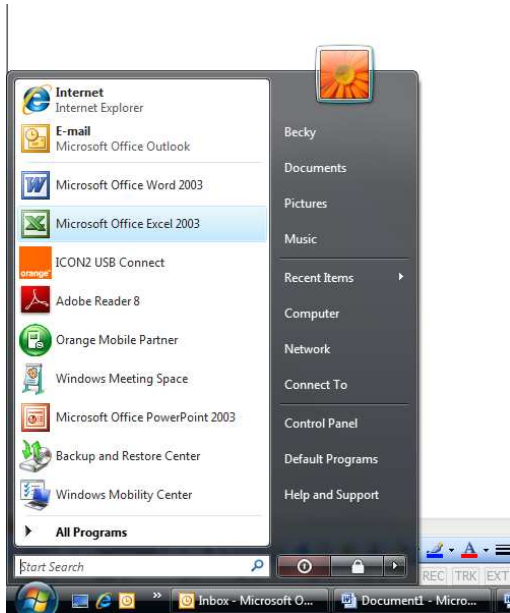 Internet
Internet Explorer
E-mail
Microsoft Office Outlook
Microsoft Office Word 2003
Microsoft Office Excel 2003
orange
ICON2 USB Connect
Adobe Reader 8
Orange Mobile Partner
Windows Meeting Space
Microsoft Office PowerPoint 2003
Backup and Restore Center
Windows Mobility Center
All Programs
Start Search
Becky
Documents
Pictures
Music
Recent Items
Computer
Network
Connect To
Control Panel
Default Programs
Help and Support
A
REC TRK EXT
Inbox - Microsoft O...
Document1 - Micro...